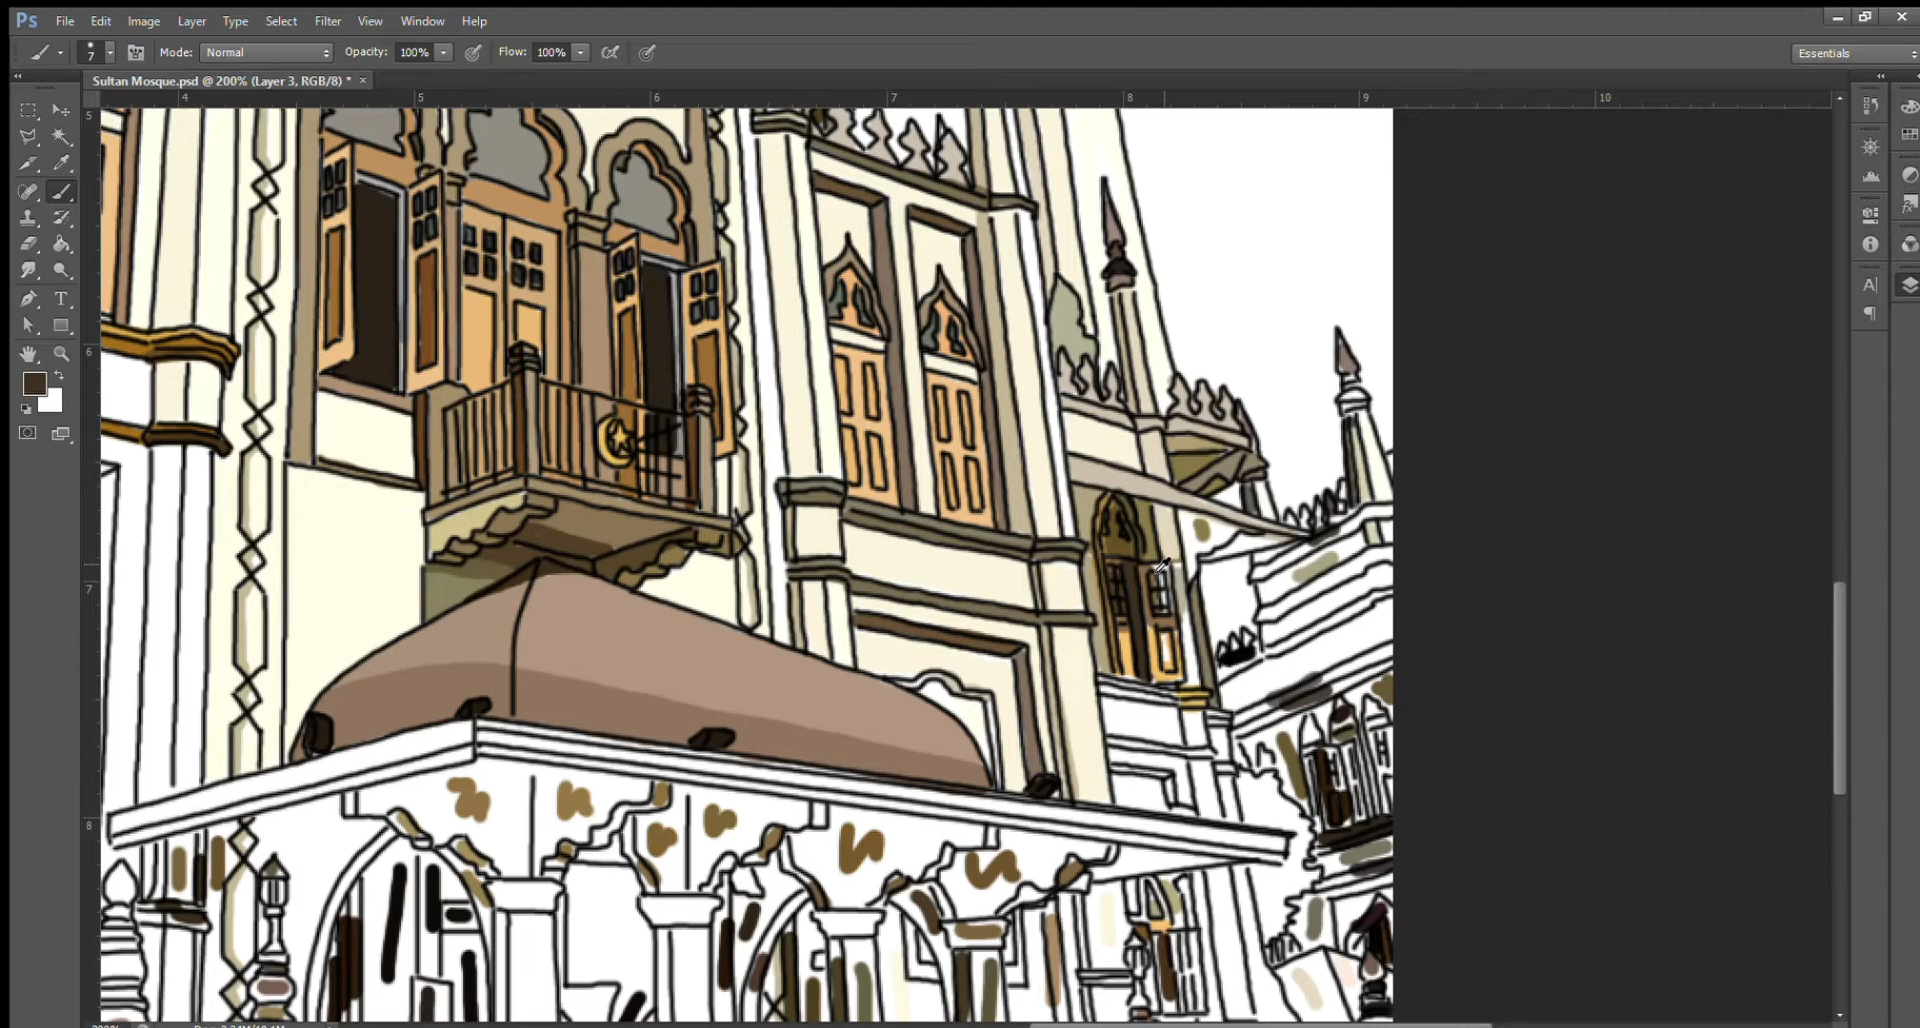 Ps File Edit Image Layer Type Select Filter View Window Help
7 Mode: Normal Opacity: 100% Flow: 100% Essentials
Sultan Mosque.psd @ 200% (Layer 3, RGB/8) * ×
4 5 6 7 8 9 10
5
6
7
8
T
A